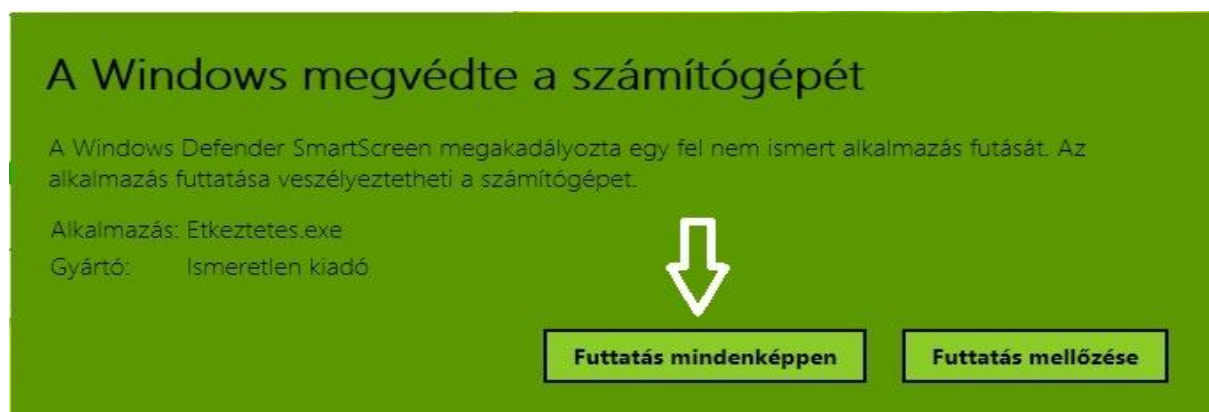 A Windows megvédte a számítógépét
A Windows Defender SmartScreen megakadályozta egy fel nem ismert alkalmazás futását. Az
alkalmazás futtatása veszélyeztetheti a számítógépet.
Alkalmazás: Etkeztetes.exe
Gyártó: Ismeretlen kiadó
Futtatás mindenképpen Futtatás mellőzése